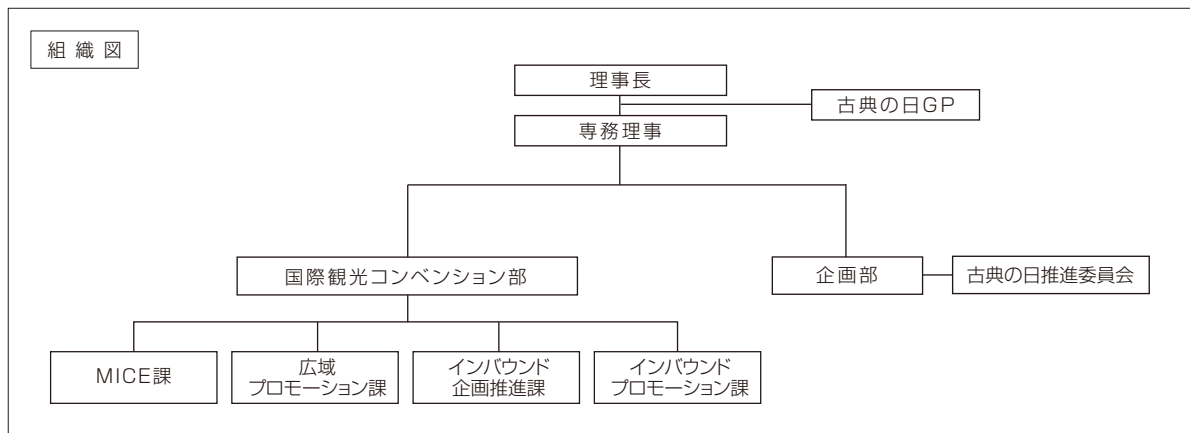 組織図
理事長
古典の日GP
専務理事
国際観光コンベンション部
企画部
古典の日推進委員会
MICE課
広域
プロモーション課
インバウンド
企画推進課
インバウンド
プロモーション課